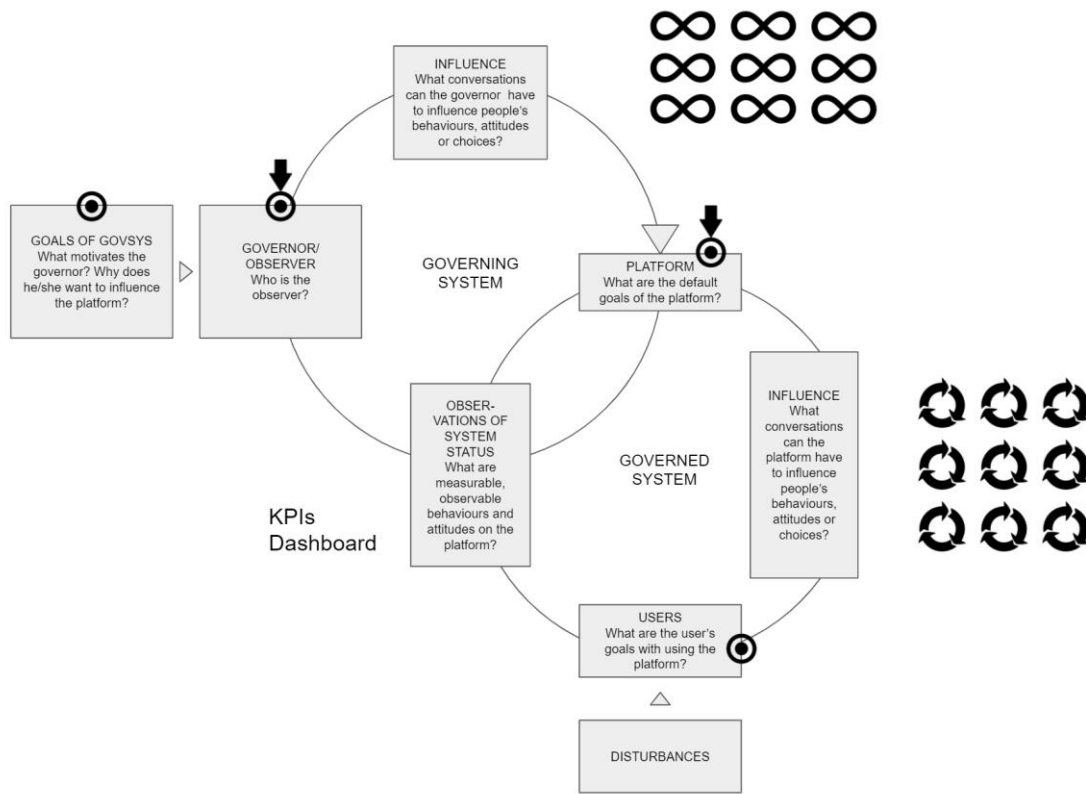 INFLUENCE
What conversations
can the governor have
to influence people's
behaviours, attitudes
or choices?
GOALS OF GOVSYS
What motivates the
governor? Why does
he/she want to influence
the platform?
GOVERNOR/
OBSERVER
Who is the
observer?
GOVERNING
SYSTEM
PLATFORM
What are the default
goals of the platform?
OBSER-
VATIONS OF
SYSTEM
STATUS
What are
measurable,
observable
behaviours and
attitudes on the
platform?
GOVERNED
SYSTEM
INFLUENCE
What
conversations
can the
platform have
to influence
people's
behaviours,
attitudes or
choices?
KPIs
Dashboard
USERS
What are the user's
goals with using the
platform?
DISTURBANCES